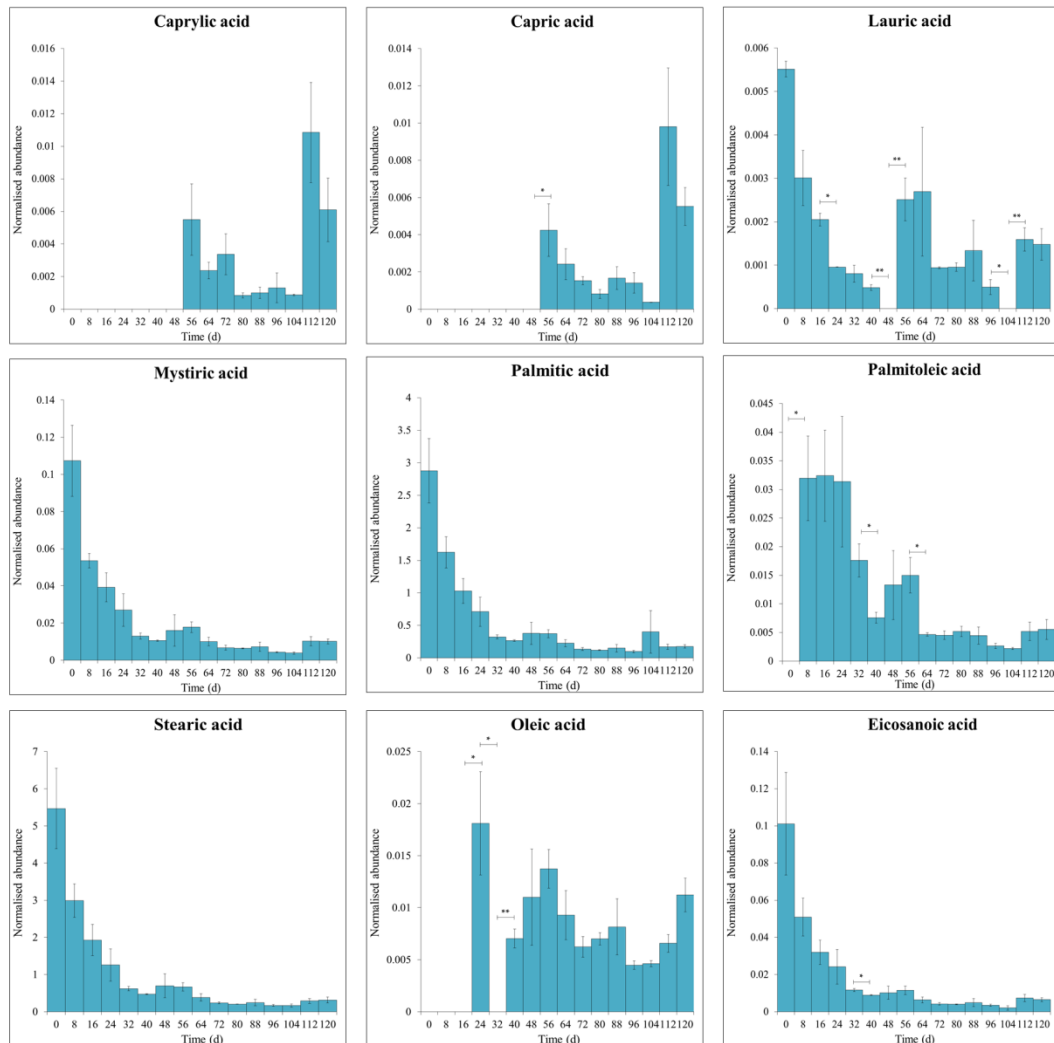 Caprylic acid
0.016
0.014
0.012
0.01
0.008
0.006
0.004
0.002
0
Normalised abundance
0 8 16 24 32 40 48 56 64 72 80 88 96 104 112 120
Time (d)
Capric acid
0.014
0.012
0.01
0.008
0.006
0.004
0.002
0
Normalised abundance
*
0 8 16 24 32 40 48 56 64 72 80 88 96 104 112 120
Time (d)
Lauric acid
0.006
0.005
0.004
0.003
0.002
0.001
0
Normalised abundance
*
**
**
*
**
0 8 16 24 32 40 48 56 64 72 80 88 96 104 112 120
Time (d)
Mystiric acid
0.14
0.12
0.1
0.08
0.06
0.04
0.02
0
Normalised abundance
0 8 16 24 32 40 48 56 64 72 80 88 96 104 112 120
Time (d)
Palmitic acid
4
3.5
3
2.5
2
1.5
1
0.5
0
Normalised abundance
0 8 16 24 32 40 48 56 64 72 80 88 96 104 112 120
Time (d)
Palmitoleic acid
0.045
0.04
0.035
0.03
0.025
0.02
0.015
0.01
0.005
0
Normalised abundance
*
*
*
0 8 16 24 32 40 48 56 64 72 80 88 96 104 112 120
Time (d)
Stearic acid
7
6
5
4
3
2
1
0
Normalised abundance
0 8 16 24 32 40 48 56 64 72 80 88 96 104 112 120
Time (d)
Oleic acid
0.025
0.02
0.015
0.01
0.005
0
Normalised abundance
*
*
**
0 8 16 24 32 40 48 56 64 72 80 88 96 104 112 120
Time (d)
Eicosanoic acid
0.14
0.12
0.1
0.08
0.06
0.04
0.02
0
Normalised abundance
*
0 8 16 24 32 40 48 56 64 72 80 88 96 104 112 120
Time (d)